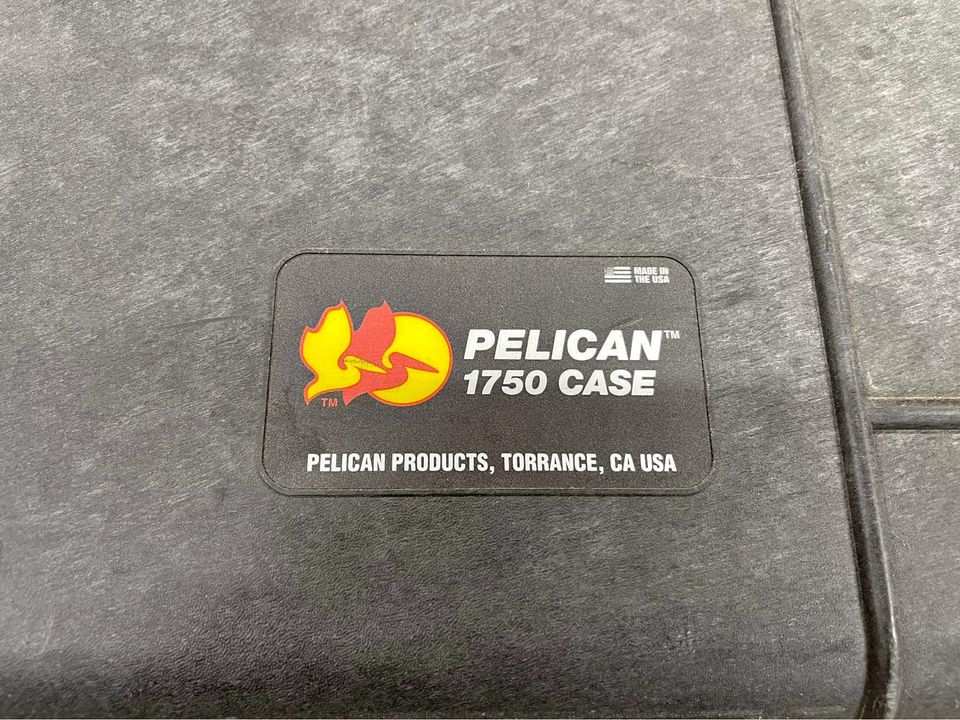 MADE IN
THE USA
PELICAN™
1750 CASE
TM
PELICAN PRODUCTS, TORRANCE, CA USA